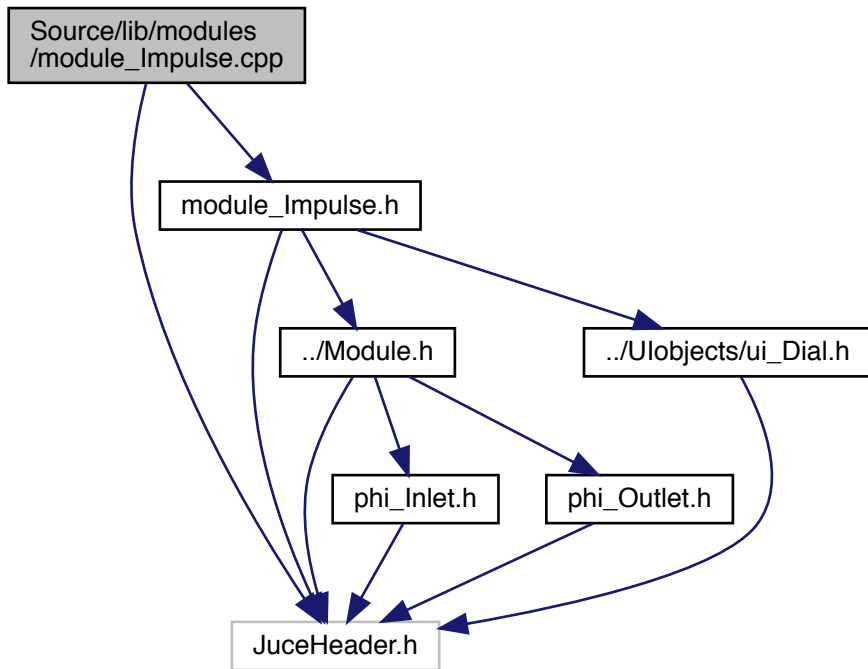 Source/lib/modules
/module_Impulse.cpp
module_Impulse.h
../Module.h
../UIobjects/ui_Dial.h
phi_Inlet.h
phi_Outlet.h
JuceHeader.h